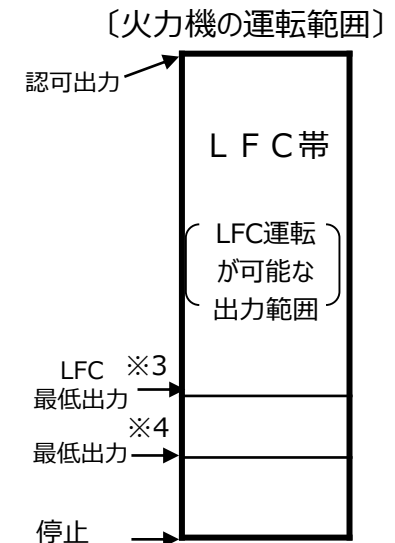 〔火力機の運転範囲〕
認可出力
ＬＦＣ帯
LFC運転
が可能な
出力範囲
LFC ※3
最低出力
※4
最低出力
停止